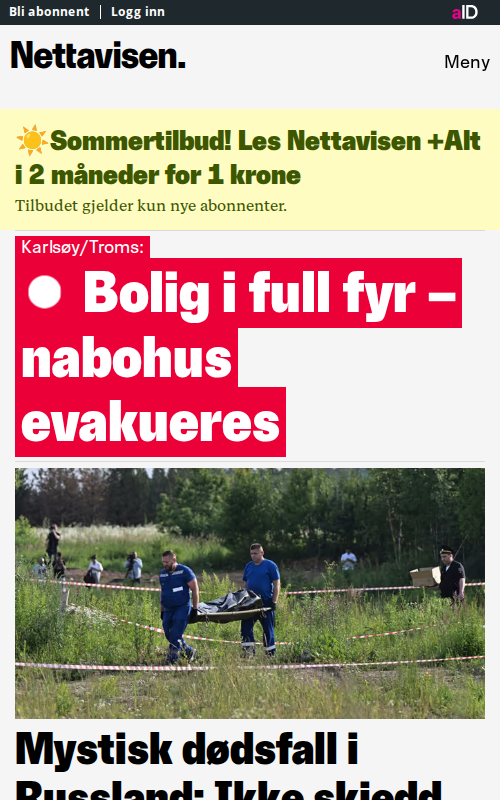 Bli abonnent
Logg inn
aID
Nettavisen.
Meny
Sommertilbud! Les Nettavisen +Alt
i 2 måneder for 1 krone
Tilbudet gjelder kun nye abonnenter.
Karlsøy/Troms:
Bolig i full fyr –
nabohus
evakueres
Mystisk dødsfall i
Russland: Ikke skjedd